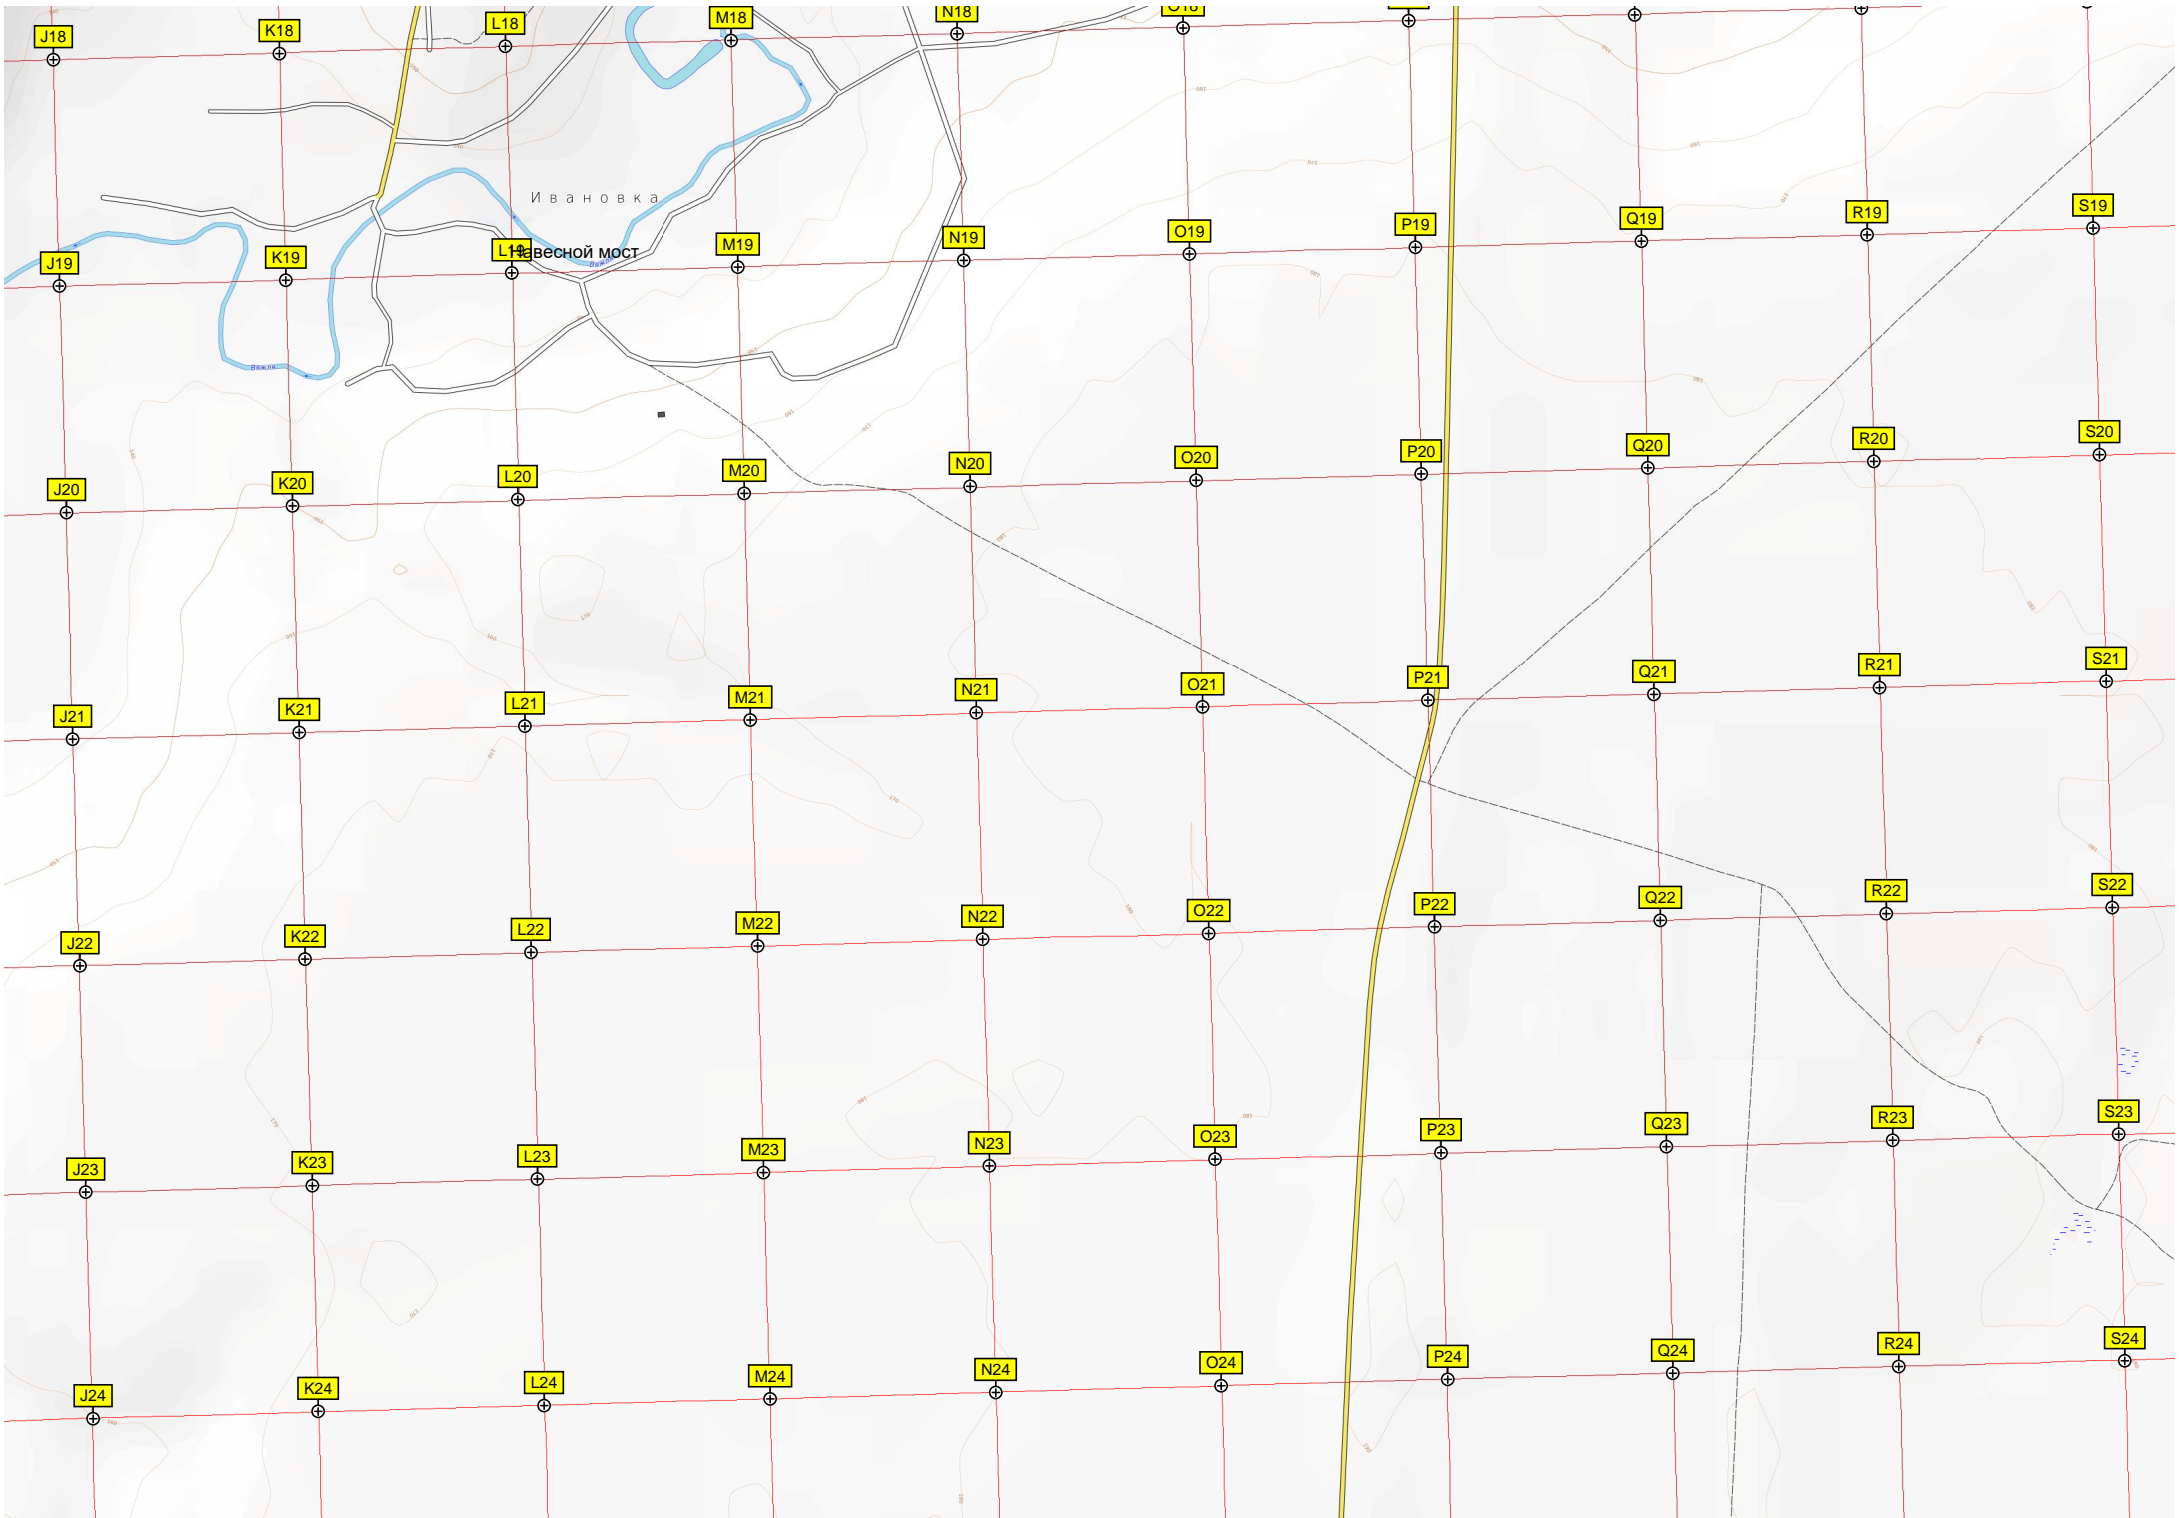 J18 K18 L18 M18 N18 O18
Ивановка
J19 K19 L19 M19 N19 O19 P19 Q19 R19 S19
Навесной мост
J20 K20 L20 M20 N20 O20 P20 Q20 R20 S20
J21 K21 L21 M21 N21 O21 P21 Q21 R21 S21
J22 K22 L22 M22 N22 O22 P22 Q22 R22 S22
J23 K23 L23 M23 N23 O23 P23 Q23 R23 S23
J24 K24 L24 M24 N24 O24 P24 Q24 R24 S24